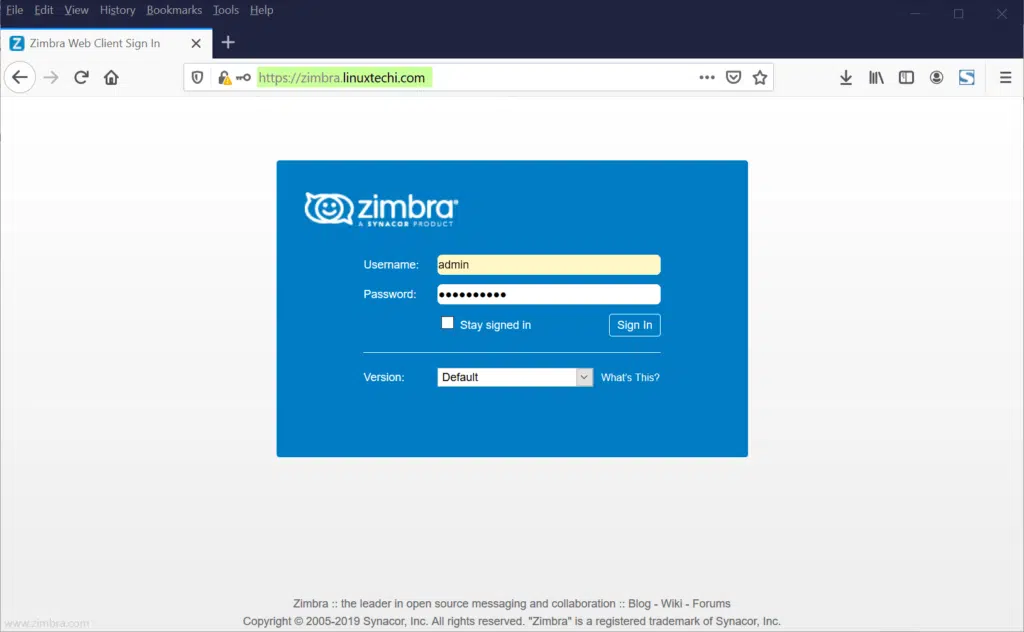 File Edit View History Bookmarks Tools Help
Zimbra Web Client Sign In
https://zimbra.linuxtechi.com
zimbra®
A SYNACOR PRODUCT
Username: admin
Password: ••••••••••
Stay signed in Sign In
Version: Default What's This?
Zimbra :: the leader in open source messaging and collaboration :: Blog - Wiki - Forums
Copyright © 2005-2019 Synacor, Inc. All rights reserved. "Zimbra" is a registered trademark of Synacor, Inc.
www.zimbra.com